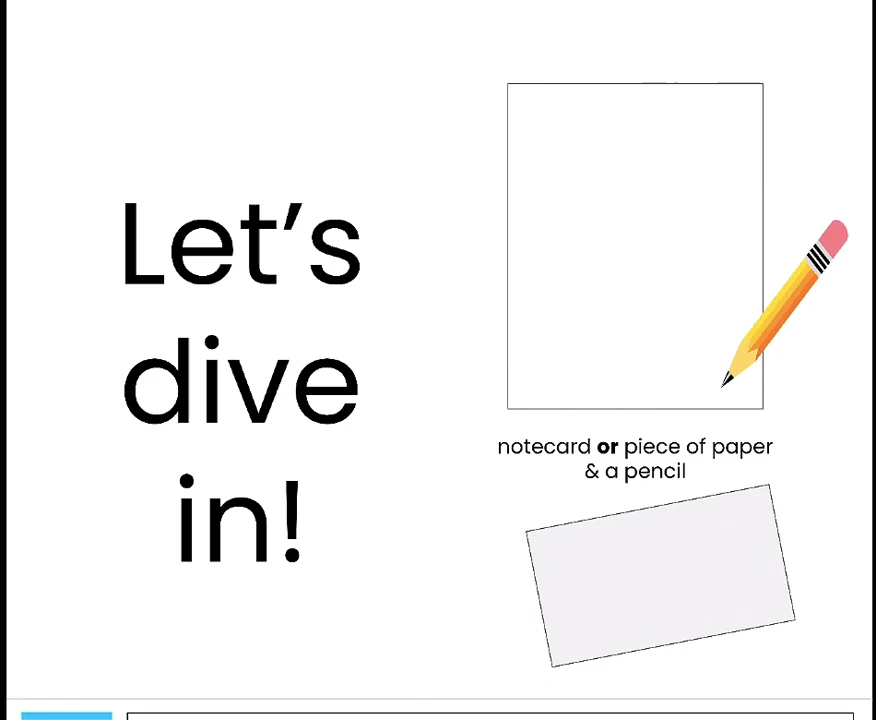 Let’s
dive
in!
notecard or piece of paper
& a pencil